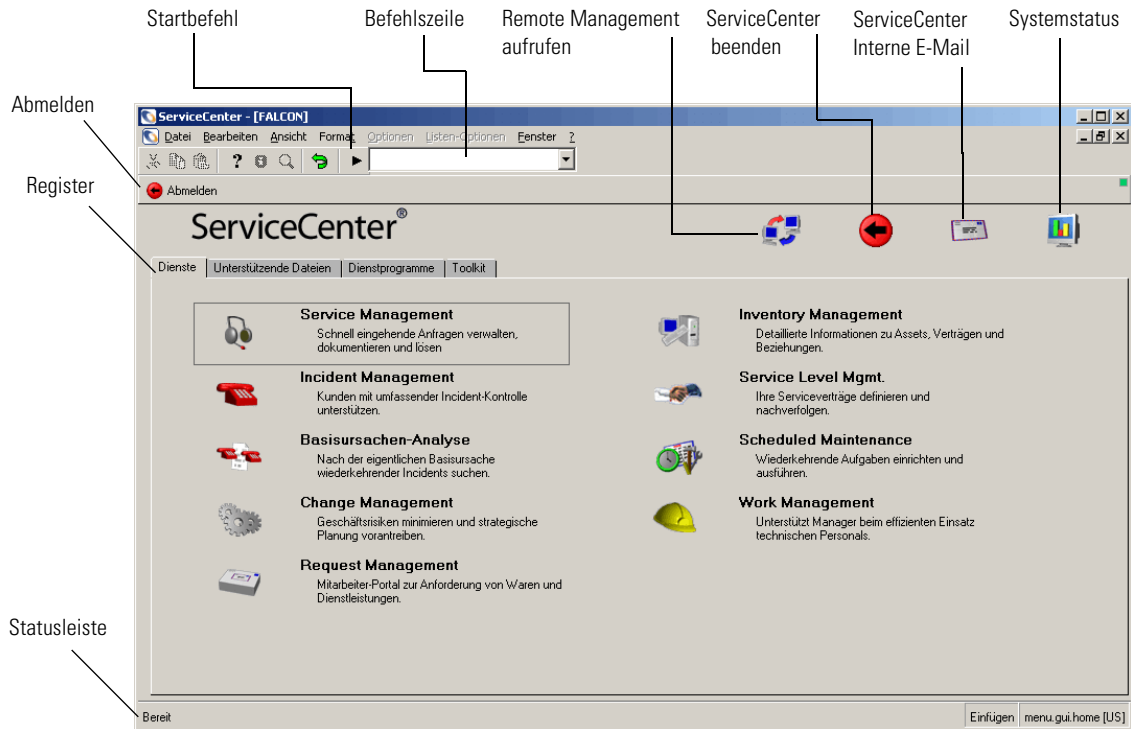 Startbefehl
Befehlszeile
Remote Management
aufrufen
ServiceCenter
beenden
ServiceCenter
Interne E-Mail
Systemstatus
Abmelden
Register
Statusleiste
ServiceCenter - [FALCON]
Datei Bearbeiten Ansicht Format Optionen Listen-Optionen Fenster ?
Abmelden
ServiceCenter®
Dienste Unterstützende Dateien Dienstprogramme Toolkit
Service Management
Schnell eingehende Anfragen verwalten,
dokumentieren und lösen
Incident Management
Kunden mit umfassender Incident-Kontrolle
unterstützen.
Basisursachen-Analyse
Nach der eigentlichen Basisursache
wiederkehrender Incidents suchen.
Change Management
Geschäftsrisiken minimieren und strategische
Planung vorantreiben.
Request Management
Mitarbeiter-Portal zur Anforderung von Waren und
Dienstleistungen.
Inventory Management
Detaillierte Informationen zu Assets, Verträgen und
Beziehungen.
Service Level Mgmt.
Ihre Serviceverträge definieren und
nachverfolgen.
Scheduled Maintenance
Wiederkehrende Aufgaben einrichten und
ausführen.
Work Management
Unterstützt Manager beim effizienten Einsatz
technischen Personals.
Bereit
Einfügen menu.gui.home [US]